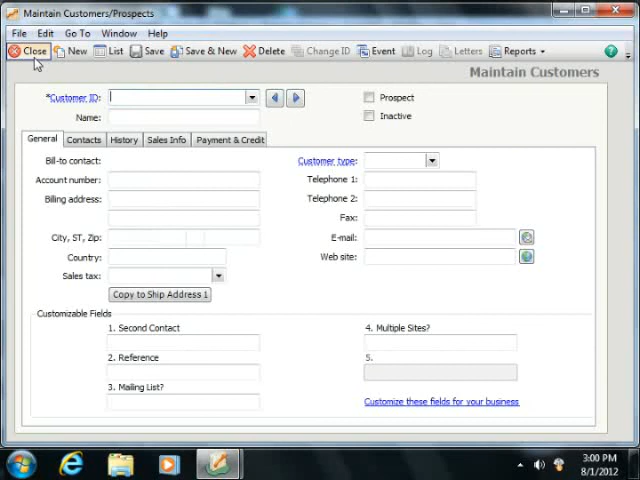 Maintain Customers/Prospects
File Edit Go To Window Help
Close New List Save Save & New Delete Change ID Event Log Letters Reports ?
Maintain Customers
*Customer ID: Prospect
Name: Inactive
General Contacts History Sales Info Payment & Credit
Bill-to contact: Customer type:
Account number: Telephone 1:
Billing address: Telephone 2:
Fax:
City, ST, Zip: E-mail:
Country: Web site:
Sales tax:
Copy to Ship Address 1
Customizable Fields
1. Second Contact 4. Multiple Sites?
2. Reference 5.
3. Mailing List?
Customize these fields for your business
3:00 PM
8/1/2012